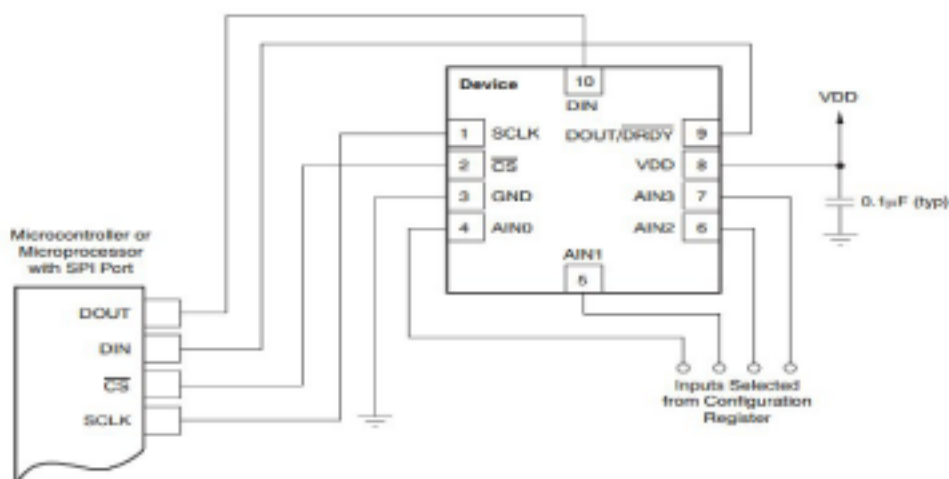 Device
10
DIN
1 SCLK
2 CS
3 GND
4 AIN0
DOUT/DRDY 9
VDD 8
AIN3 7
AIN2 6
AIN1
5
VDD
0.1µF (typ)
Microcontroller or
Microprocessor
with SPI Port
DOUT
DIN
CS
SCLK
Inputs Selected
from Configuration
Register